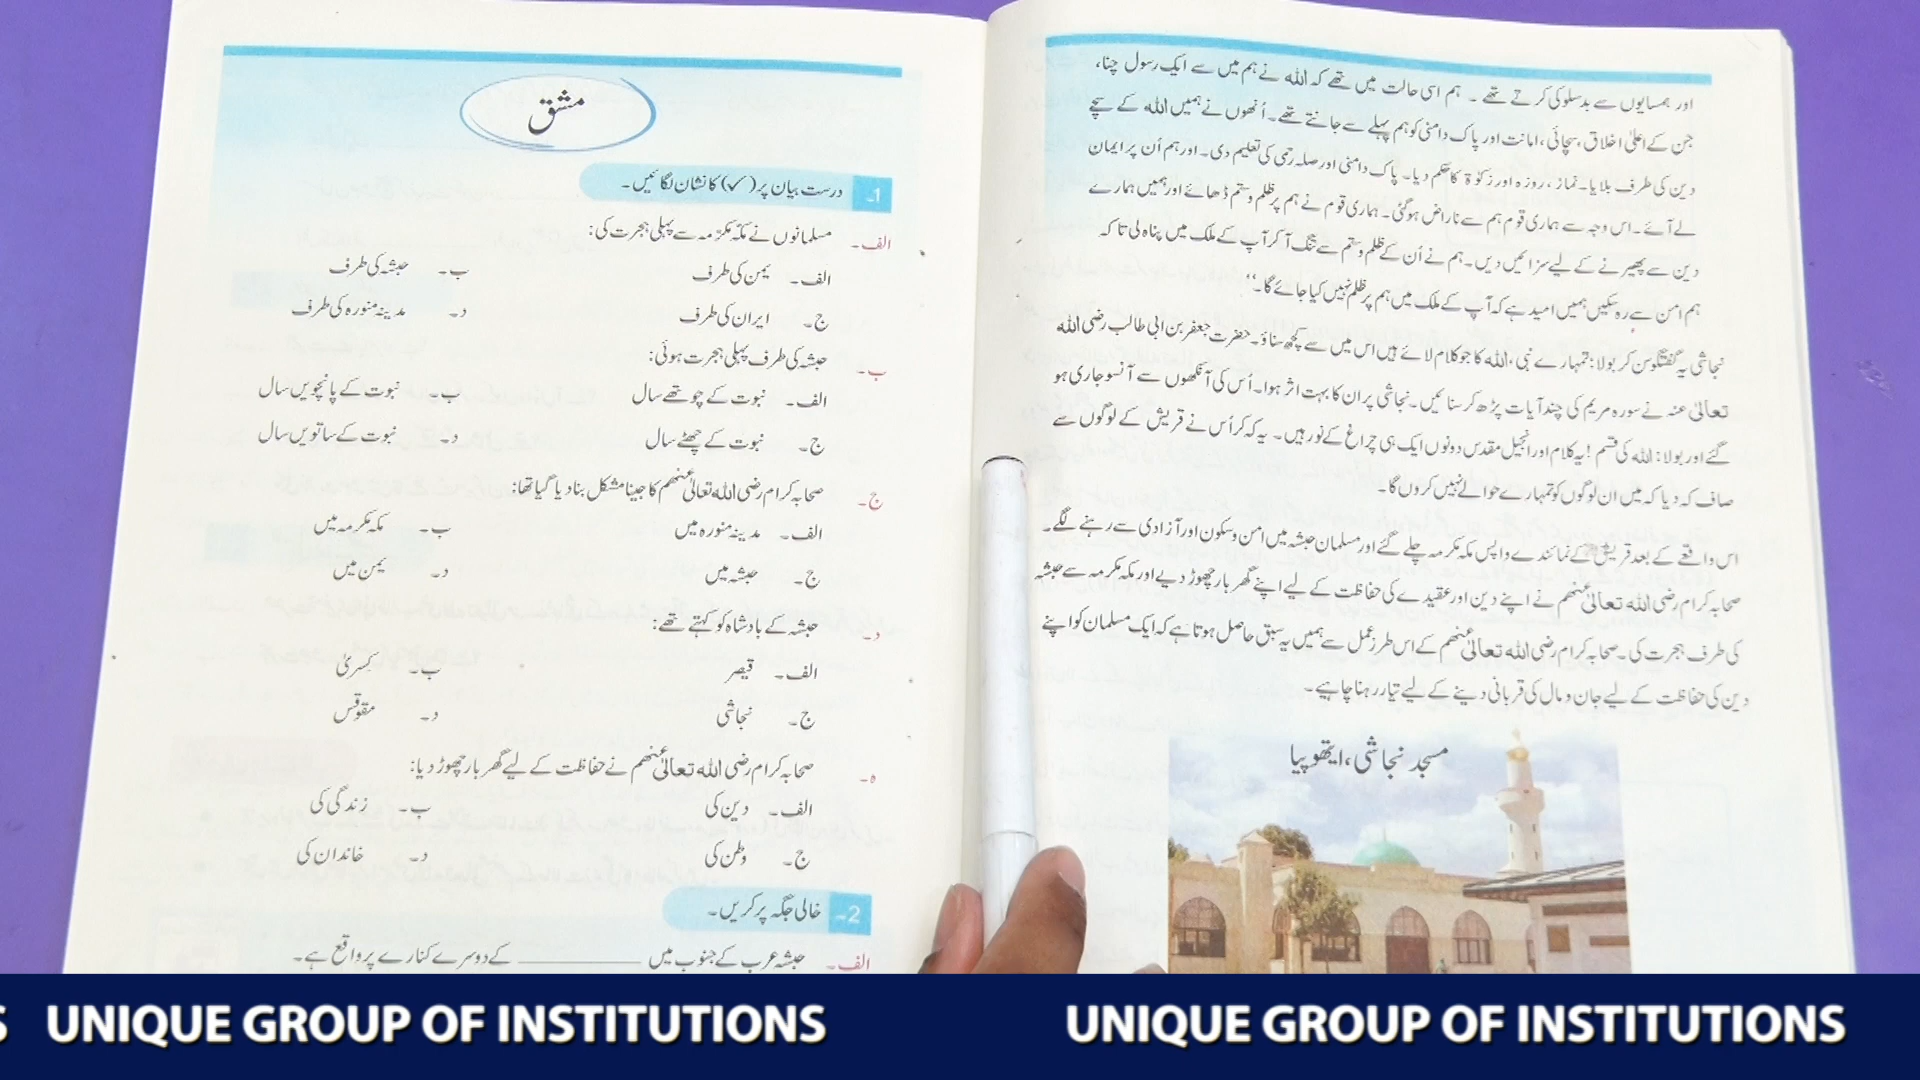 اور ہمسایوں سے بدسلوکی کرتے تھے ۔ ہم اسی حالت میں تھے کہ اللہ نے ہم میں سے ایک رسول چنا،
جن کے اعلیٰ اخلاق، سچائی، امانت اور پاک دامنی کو ہم پہلے سے جانتے تھے۔ اُنھوں نے ہمیں اللہ کے سچے
دین کی طرف بلایا۔ نماز، روزہ اور زکوٰۃ کا حکم دیا۔ پاک دامنی اور صلہ رحمی کی تعلیم دی۔ اور ہم اُن پر ایمان
لے آئے۔ اس وجہ سے ہماری قوم ہم سے ناراض ہوگئی۔ ہماری قوم نے ہم پر ظلم و ستم ڈھائے اور ہمیں ہمارے
دین سے پھیرنے کے لیے سزائیں دیں۔ ہم نے اُن کے ظلم و ستم سے تنگ آ کر آپ کے ملک میں پناہ لی تا کہ
ہم امن سے رہ سکیں ہمیں امید ہے کہ آپ کے ملک میں ہم پر ظلم نہیں کیا جائے گا۔‘‘
نجاشی یہ گفتگو سن کر بولا: تمہارے نبی، اللہ کا جو کلام لائے ہیں اس میں سے کچھ سناؤ۔ حضرت جعفر بن ابی طالب رضی اللہ
تعالیٰ عنہ نے سورہ مریم کی چند آیات پڑھ کر سنائیں۔ نجاشی پر ان کا بہت اثر ہوا۔ اُس کی آنکھوں سے آنسو جاری ہو
گئے اور بولا: اللہ کی قسم! یہ کلام اور انجیل مقدس دونوں ایک ہی چراغ کے نور ہیں۔ یہ کہہ کر اُس نے قریش کے لوگوں سے
صاف کہہ دیا کہ میں ان لوگوں کو تمہارے حوالے نہیں کروں گا۔
اس واقعے کے بعد قریش کے نمائندے واپس مکہ مکرمہ چلے گئے اور مسلمان حبشہ میں امن و سکون اور آزادی سے رہنے لگے۔
صحابہ کرام رضی اللہ تعالیٰ عنھم نے اپنے دین اور عقیدے کی حفاظت کے لیے اپنے گھر بار چھوڑ دیے اور مکہ مکرمہ سے حبشہ
کی طرف ہجرت کی۔ صحابہ کرام رضی اللہ تعالیٰ عنھم کے اس طرز عمل سے ہمیں یہ سبق حاصل ہوتا ہے کہ ایک مسلمان کو اپنے
دین کی حفاظت کے لیے جان و مال کی قربانی دینے کے لیے تیار رہنا چاہیے۔
مسجد نجاشی، ایتھوپیا
مشق
1۔ درست بیان پر (✓) کا نشان لگائیں۔
الف۔ مسلمانوں نے مکّہ مکرّمہ سے پہلی ہجرت کی:
الف۔ یمن کی طرف ب۔ حبشہ کی طرف
ج۔ ایران کی طرف د۔ مدینہ منورہ کی طرف
ب۔ حبشہ کی طرف پہلی ہجرت ہوئی:
الف۔ نبوت کے چوتھے سال ب۔ نبوت کے پانچویں سال
ج۔ نبوت کے چھٹے سال د۔ نبوت کے ساتویں سال
ج۔ صحابہ کرام رضی اللہ تعالیٰ عنھم کا جینا مشکل بنا دیا گیا تھا:
الف۔ مدینہ منورہ میں ب۔ مکہ مکرمہ میں
ج۔ حبشہ میں د۔ یمن میں
د۔ حبشہ کے بادشاہ کو کہتے تھے:
الف۔ قیصر ب۔ کسریٰ
ج۔ نجاشی د۔ مقوقس
ہ۔ صحابہ کرام رضی اللہ تعالیٰ عنھم نے حفاظت کے لیے گھر بار چھوڑ دیا:
الف۔ دین کی ب۔ زندگی کی
ج۔ وطن کی د۔ خاندان کی
2۔ خالی جگہ پر کریں۔
الف۔ حبشہ عرب کے جنوب میں ________ کے دوسرے کنارے پر واقع ہے۔
S UNIQUE GROUP OF INSTITUTIONS UNIQUE GROUP OF INSTITUTIONS